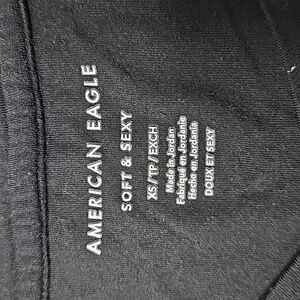 AMERICAN EAGLE
SOFT & SEXY
XS/TP/EXCH
Made in Jordan
Fabriqué en Jordanie
Hecho en Jordania
DOUX ET SEXY